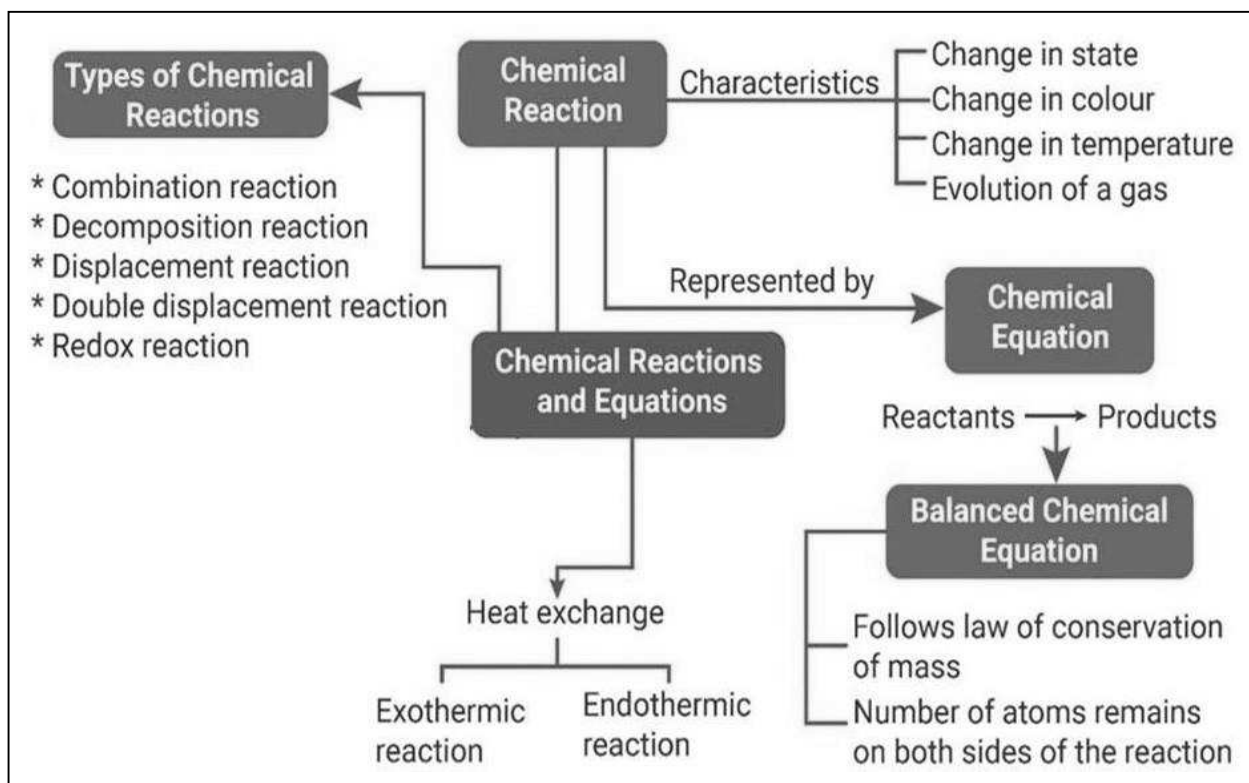 Types of Chemical
Reactions
* Combination reaction
* Decomposition reaction
* Displacement reaction
* Double displacement reaction
* Redox reaction
Chemical
Reaction
Characteristics
Change in state
Change in colour
Change in temperature
Evolution of a gas
Represented by
Chemical
Equation
Reactants
Products
Balanced Chemical
Equation
Follows law of conservation
of mass
Number of atoms remains
on both sides of the reaction
Chemical Reactions
and Equations
Heat exchange
Exothermic
reaction
Endothermic
reaction